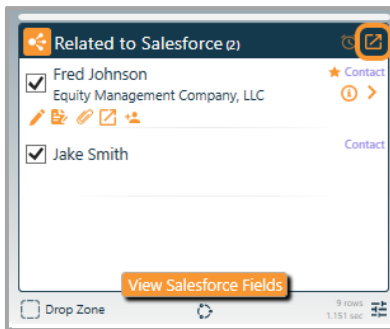 Related to Salesforce (2)
Fred Johnson
Contact
Equity Management Company, LLC
Jake Smith
Contact
View Salesforce Fields
Drop Zone
9 rows
1.151 sec